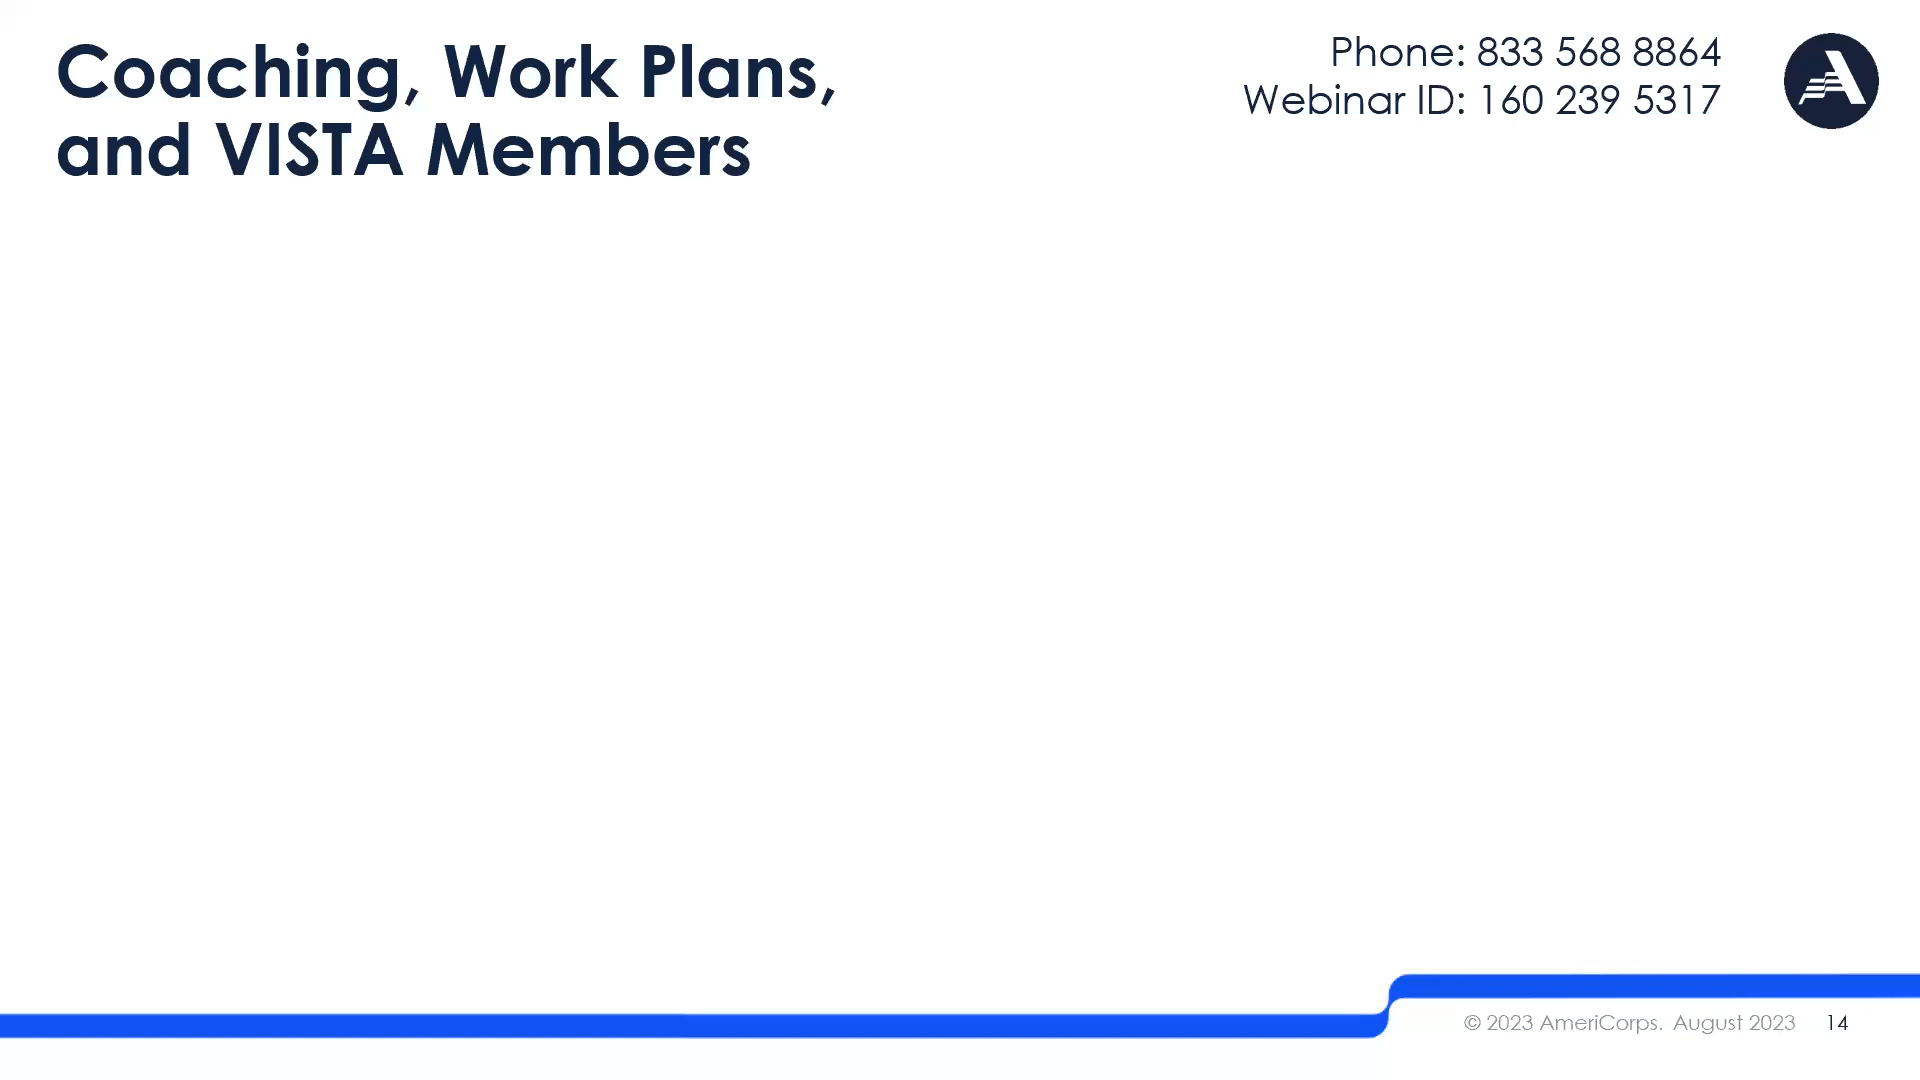 Coaching, Work Plans,
and VISTA Members
Phone: 833 568 8864
Webinar ID: 160 239 5317
© 2023 AmeriCorps. August 2023 14